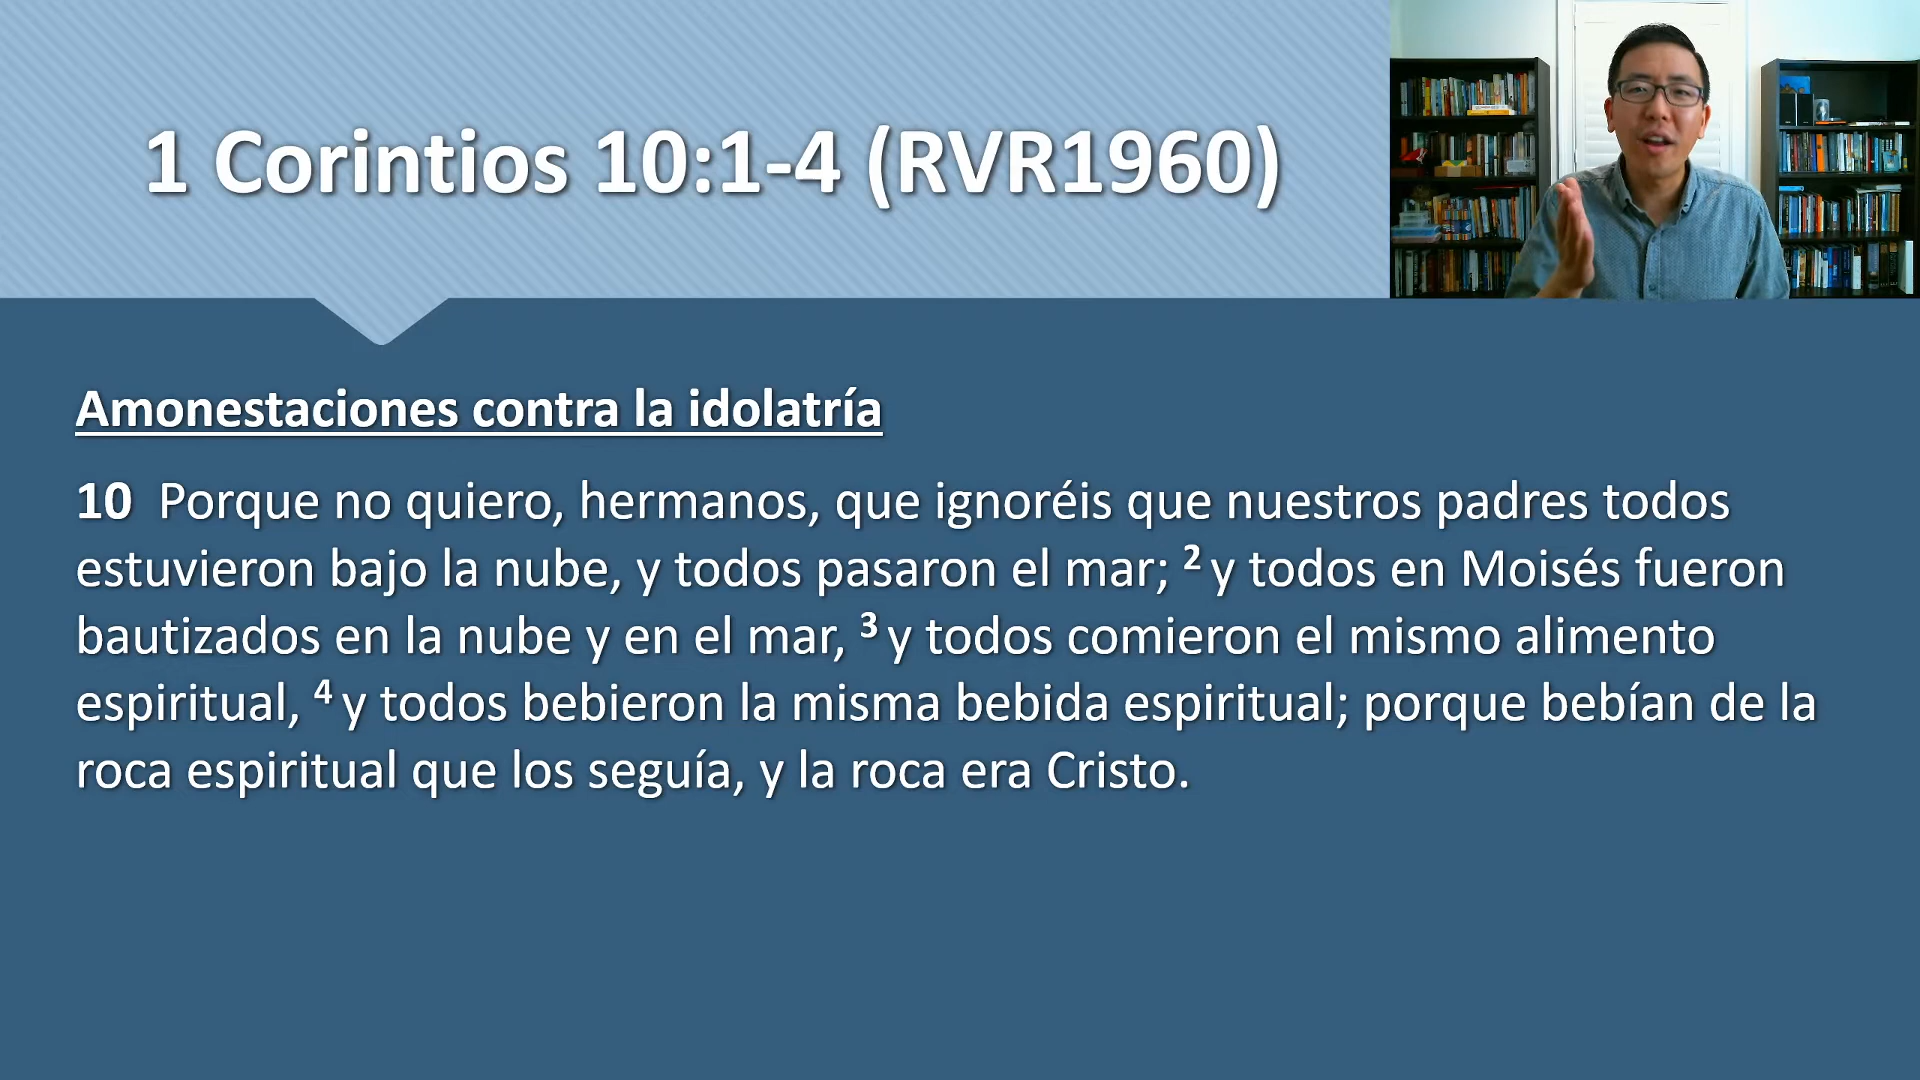 1 Corintios 10:1-4 (RVR1960)
Amonestaciones contra la idolatría
10 Porque no quiero, hermanos, que ignoréis que nuestros padres todos
estuvieron bajo la nube, y todos pasaron el mar; 2 y todos en Moisés fueron
bautizados en la nube y en el mar, 3 y todos comieron el mismo alimento
espiritual, 4 y todos bebieron la misma bebida espiritual; porque bebían de la
roca espiritual que los seguía, y la roca era Cristo.